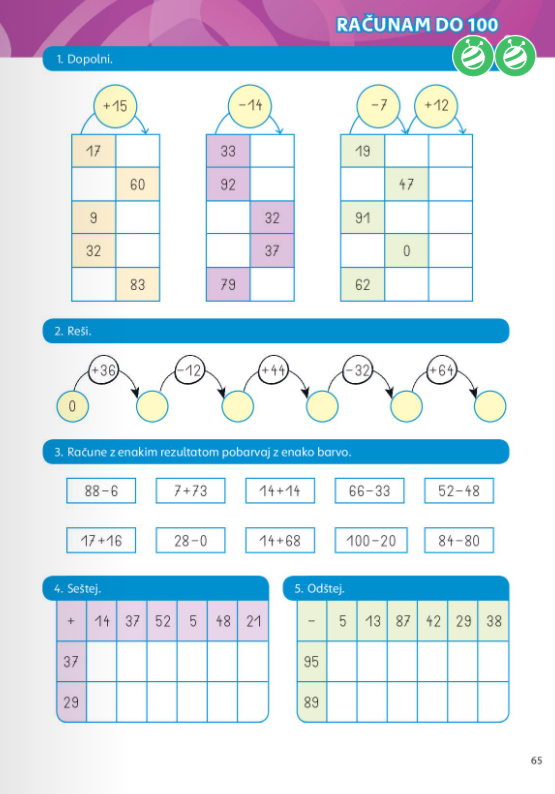 RAČUNAM DO 100
1. Dopolni.
+15
17
60
9
32
83
−14
33
92
32
37
79
−7 +12
19
47
91
0
62
2. Reši.
+36 −12 +44 −32 +64
0
3. Račune z enakim rezultatom pobarvaj z enako barvo.
88−6 7+73 14+14 66−33 52−48
17+16 28−0 14+68 100−20 84−80
4. Seštej.
+ 14 37 52 5 48 21
37
29
5. Odštej.
− 5 13 87 42 29 38
95
89
65